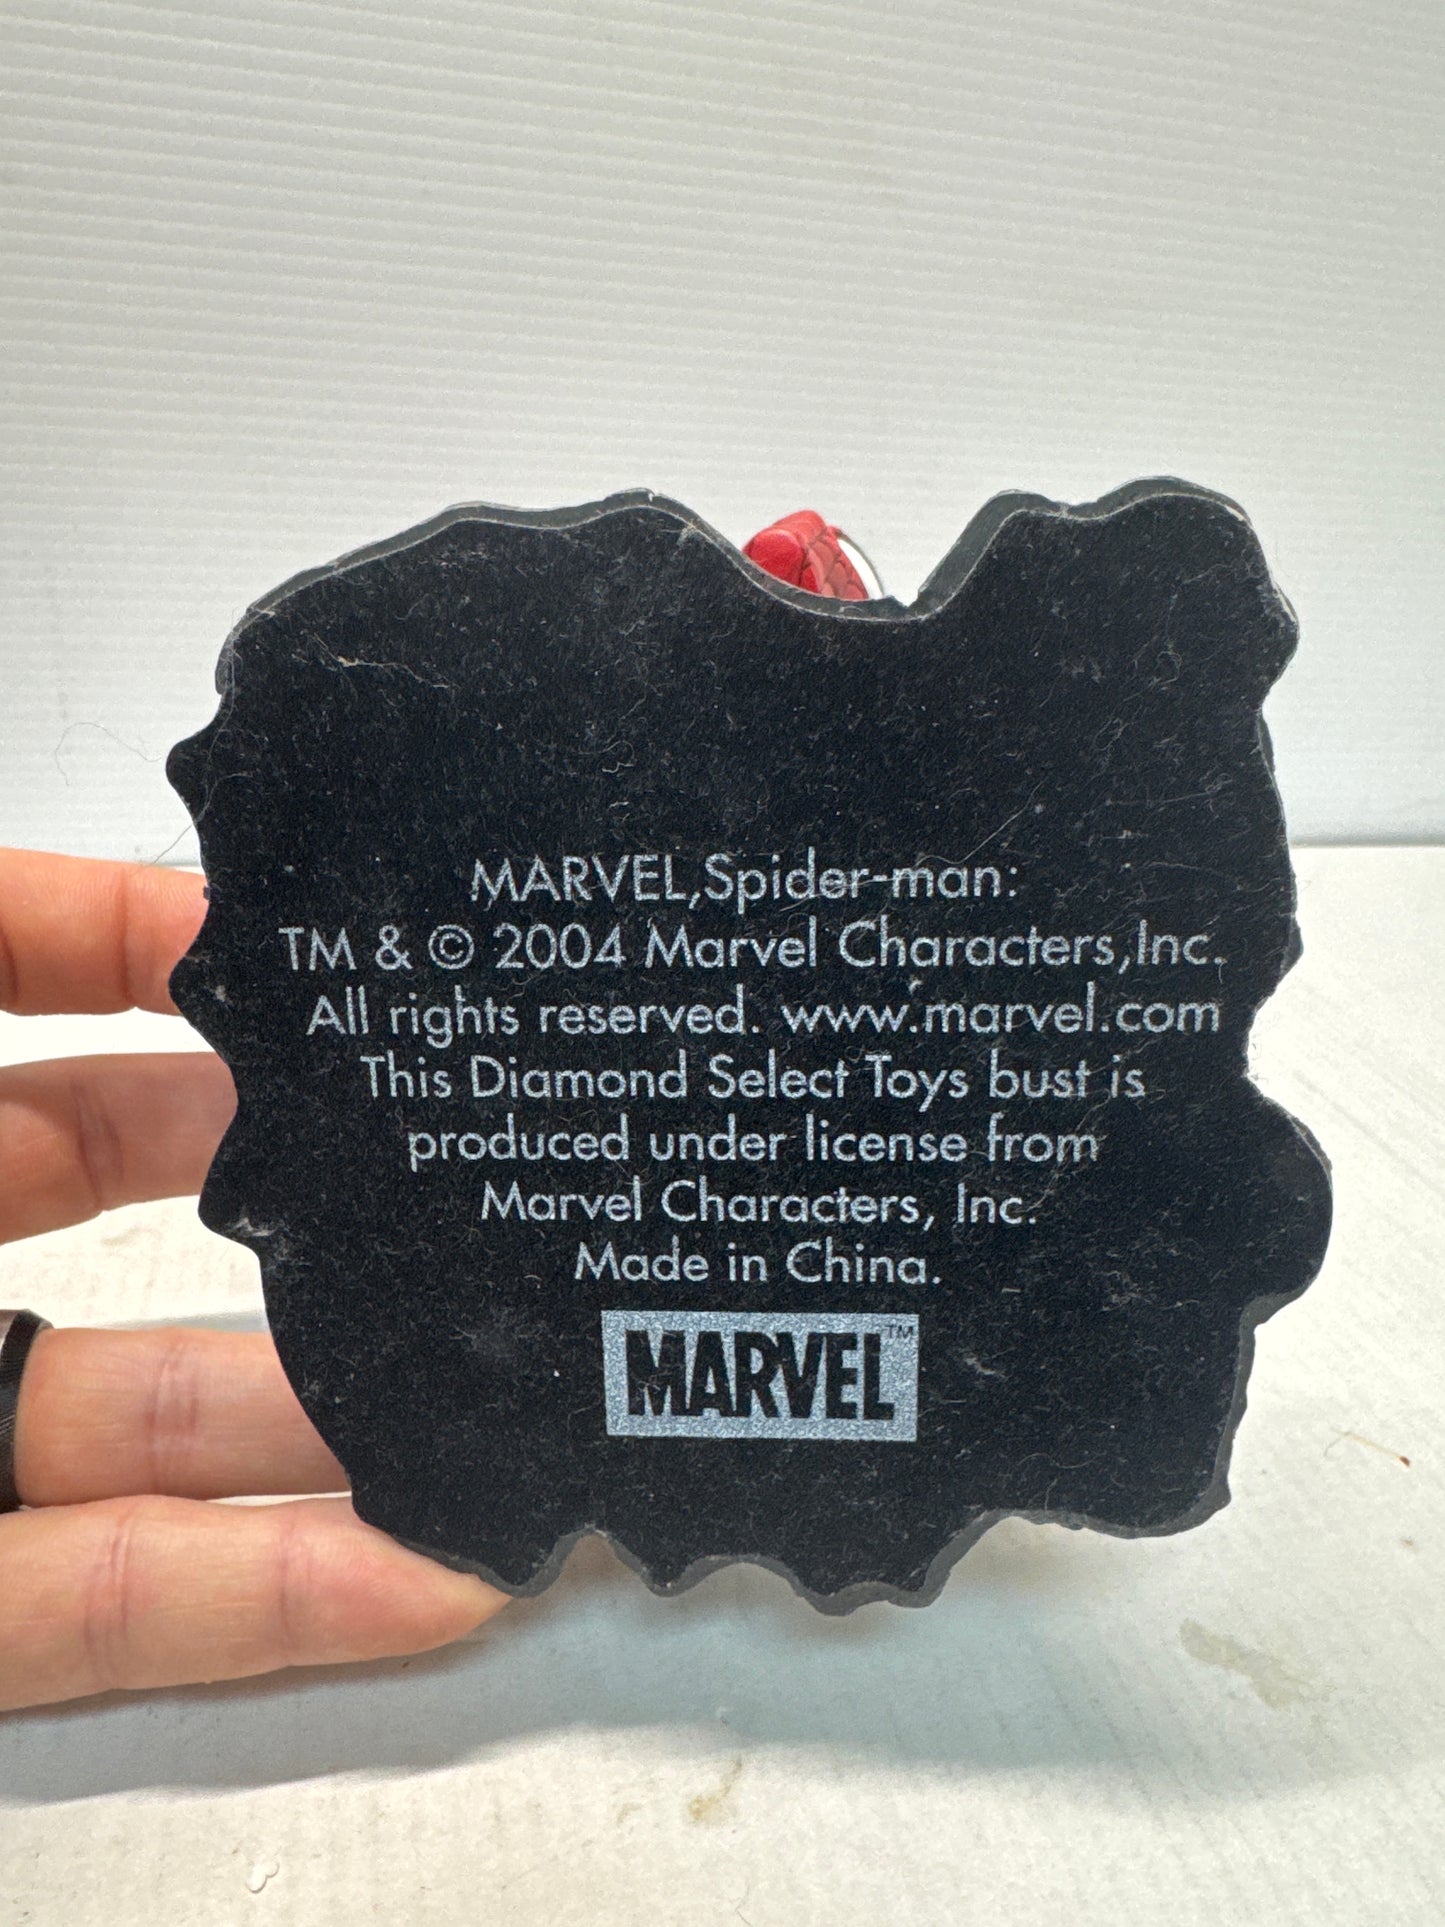 MARVEL,Spider-man:
TM & © 2004 Marvel Characters,Inc.
All rights reserved. www.marvel.com
This Diamond Select Toys bust is
produced under license from
Marvel Characters, Inc.
Made in China.
MARVEL™